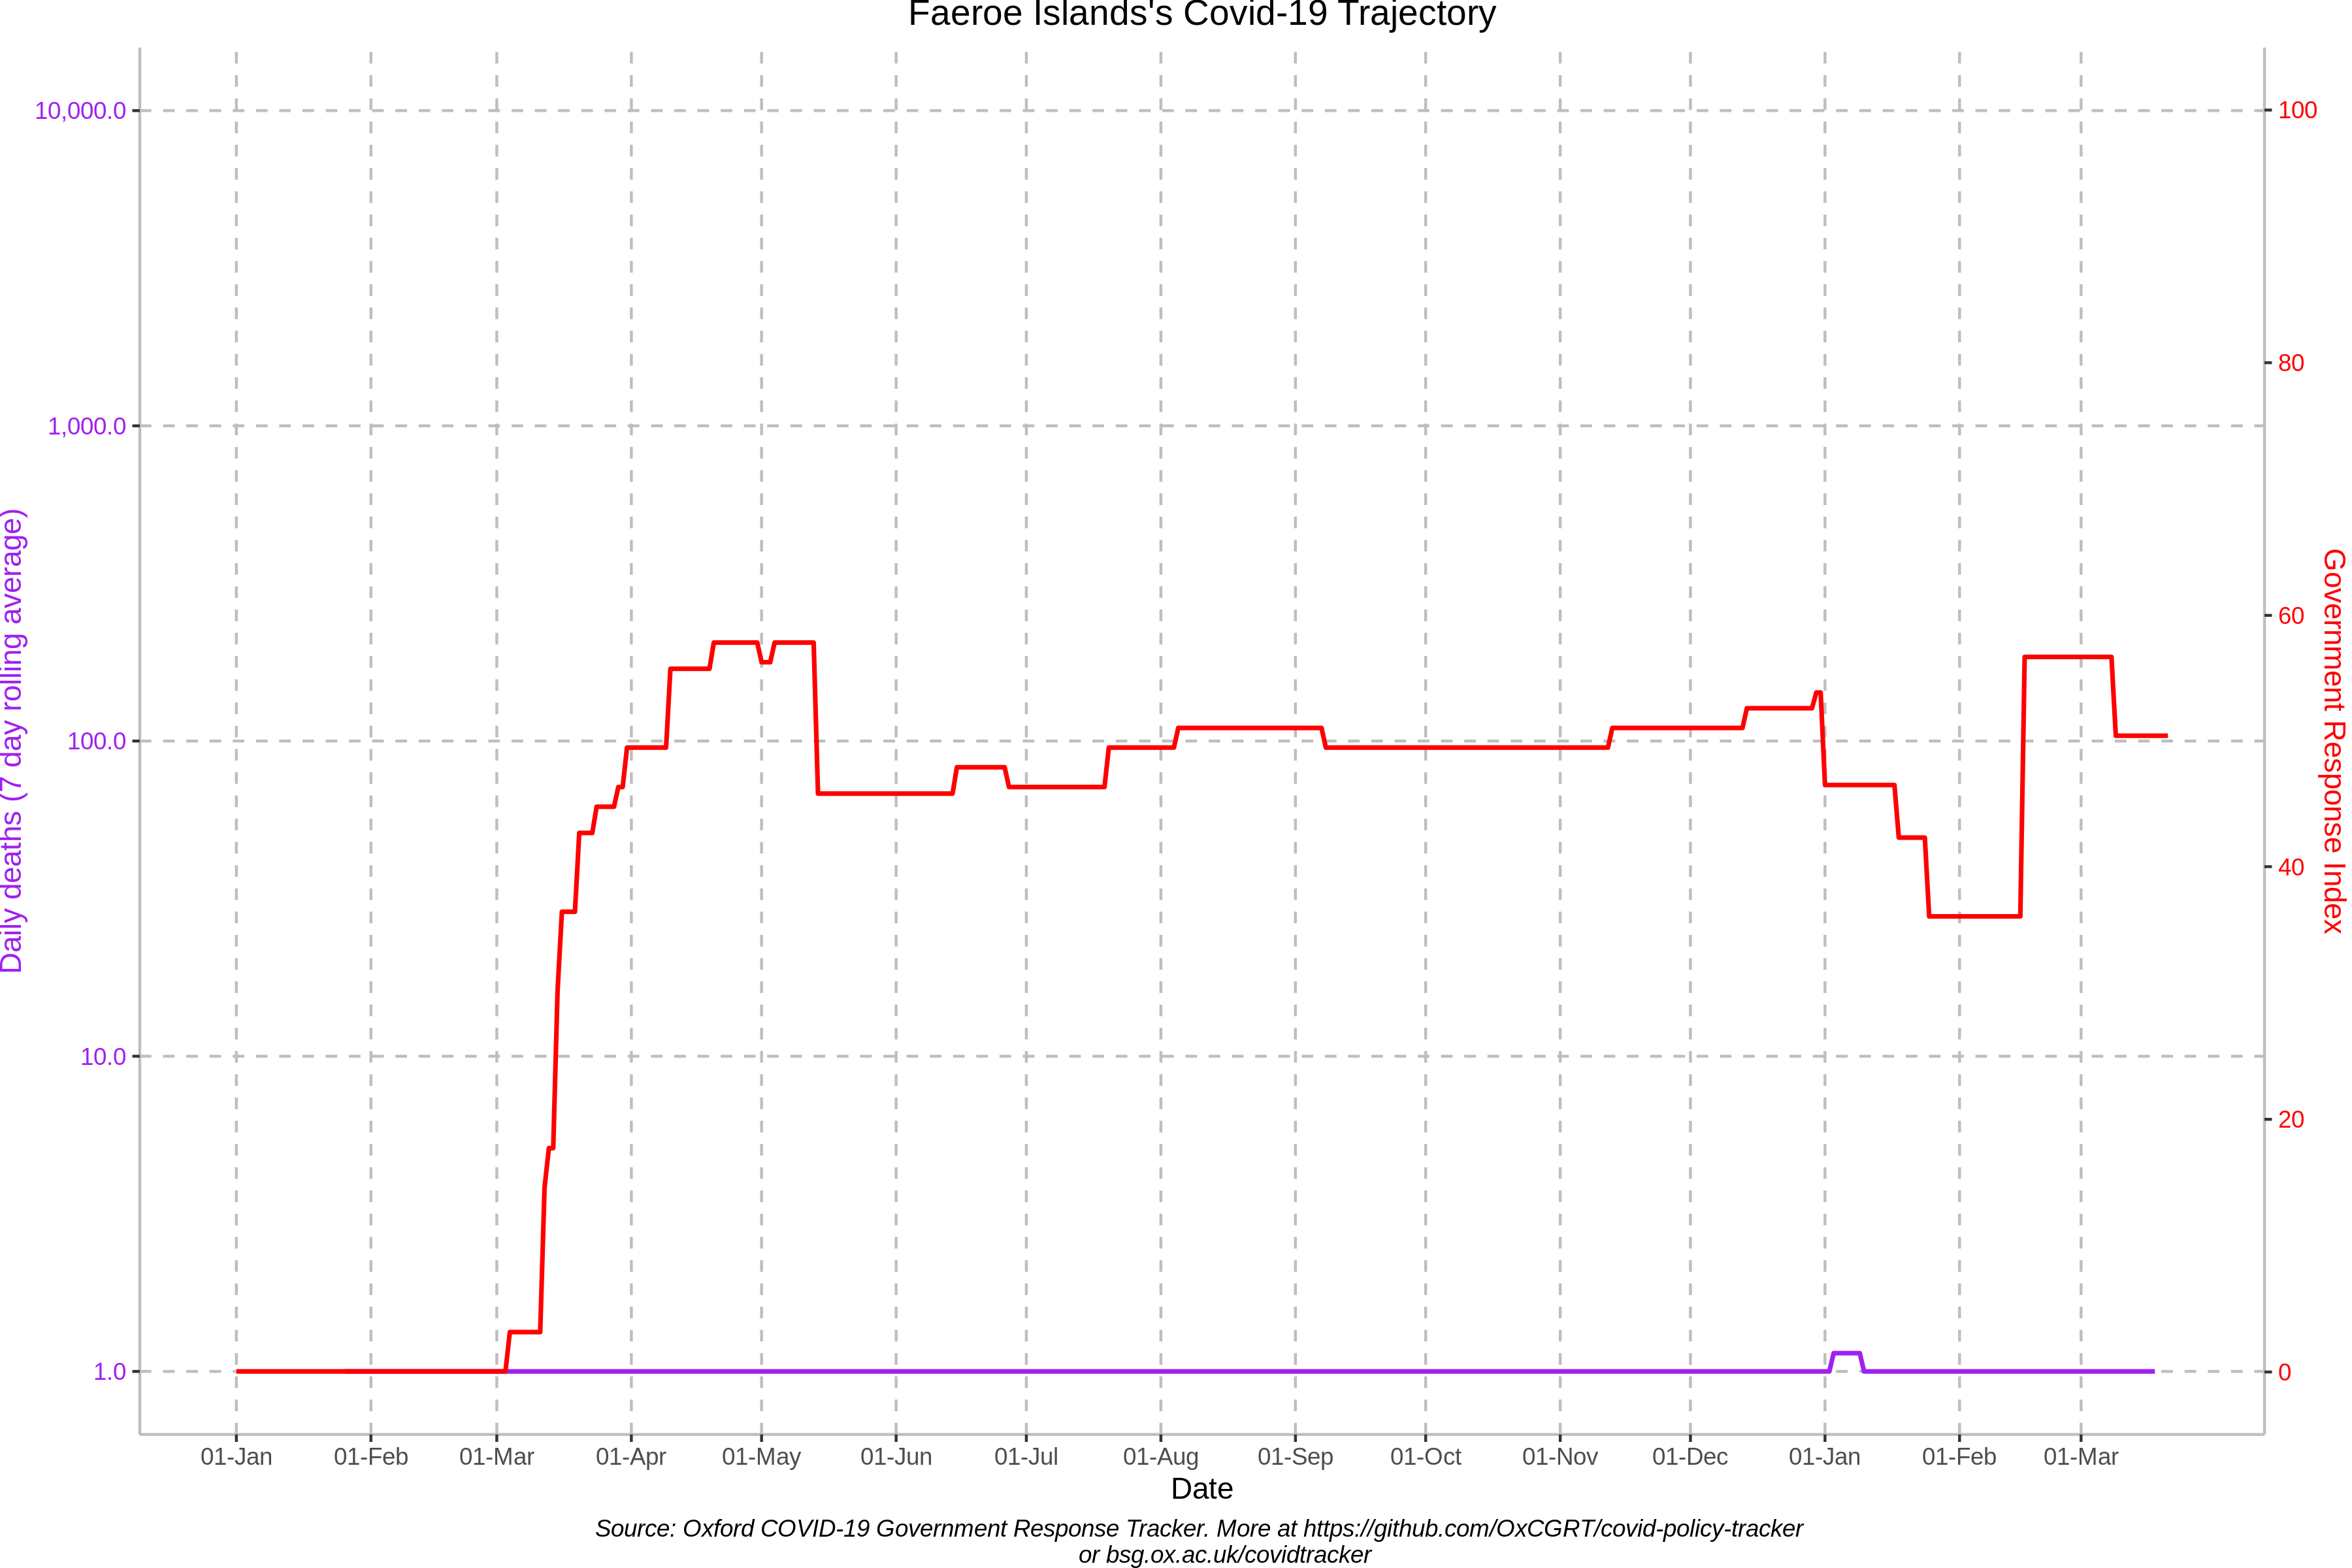 Faeroe Islands's Covid-19 Trajectory
10,000.0
1,000.0
100.0
10.0
1.0
Daily deaths (7 day rolling average)
100
80
60
40
20
0
Government Response Index
01-Jan 01-Feb 01-Mar 01-Apr 01-May 01-Jun 01-Jul 01-Aug 01-Sep 01-Oct 01-Nov 01-Dec 01-Jan 01-Feb 01-Mar
Date
Source: Oxford COVID-19 Government Response Tracker. More at https://github.com/OxCGRT/covid-policy-tracker
or bsg.ox.ac.uk/covidtracker